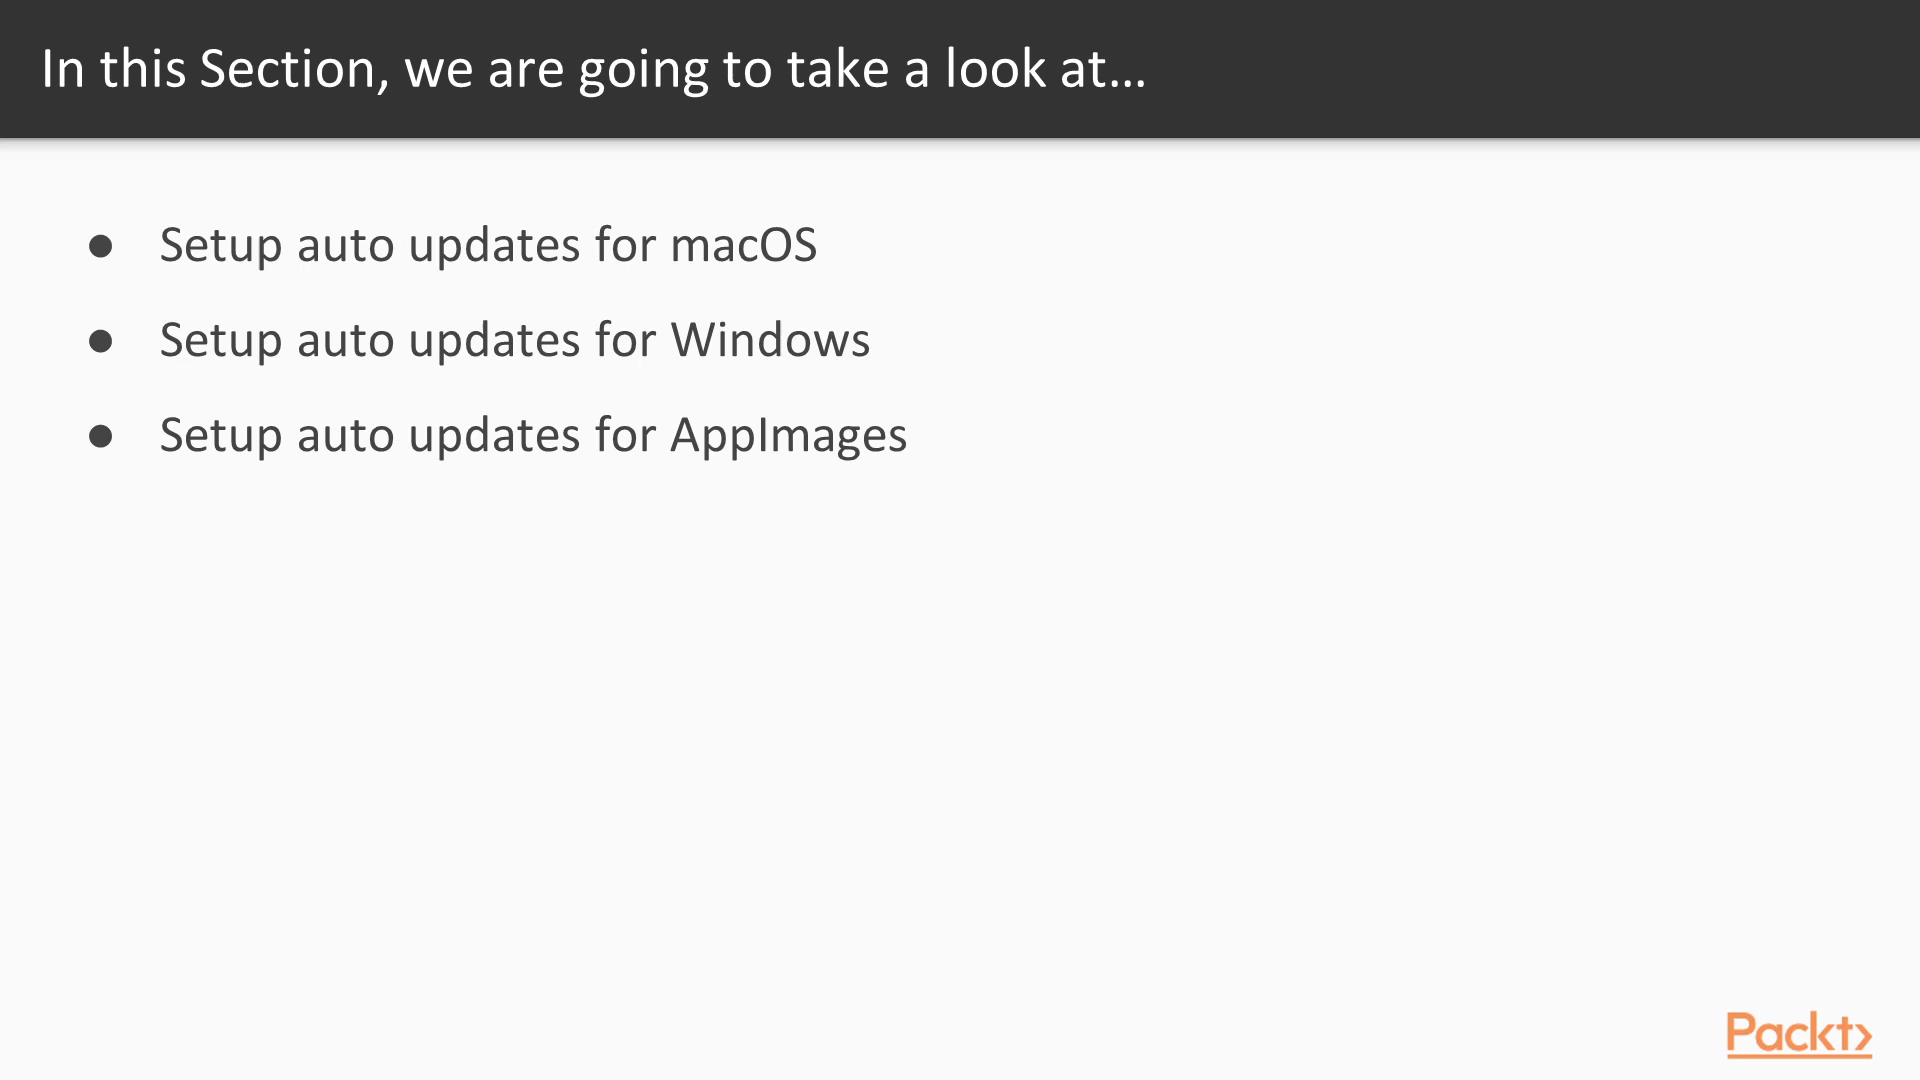 In this Section, we are going to take a look at...
● Setup auto updates for macOS
● Setup auto updates for Windows
● Setup auto updates for AppImages
Packt>